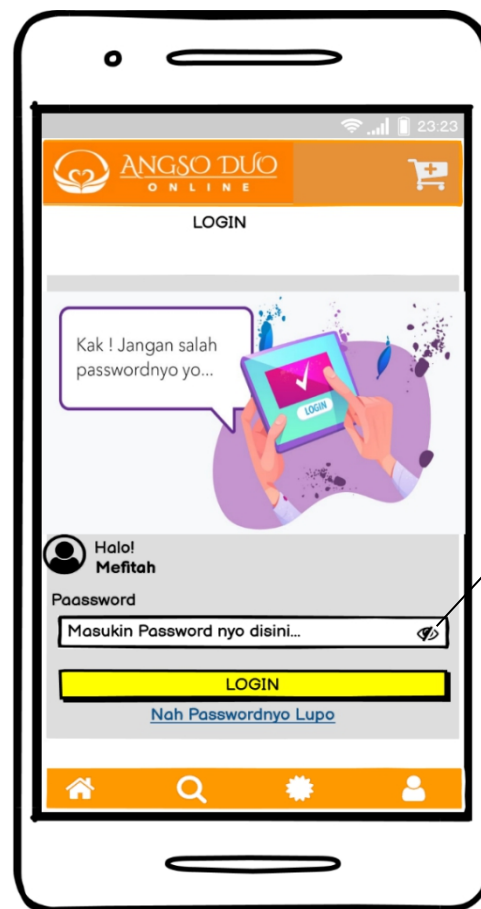 23:23
ANGSO DUO
ONLINE
LOGIN
Kak ! Jangan salah
passwordnyo yo...
LOGIN
Halo!
Mefitah
Paassword
Masukin Password nyo disini...
LOGIN
Nah Passwordnyo Lupo